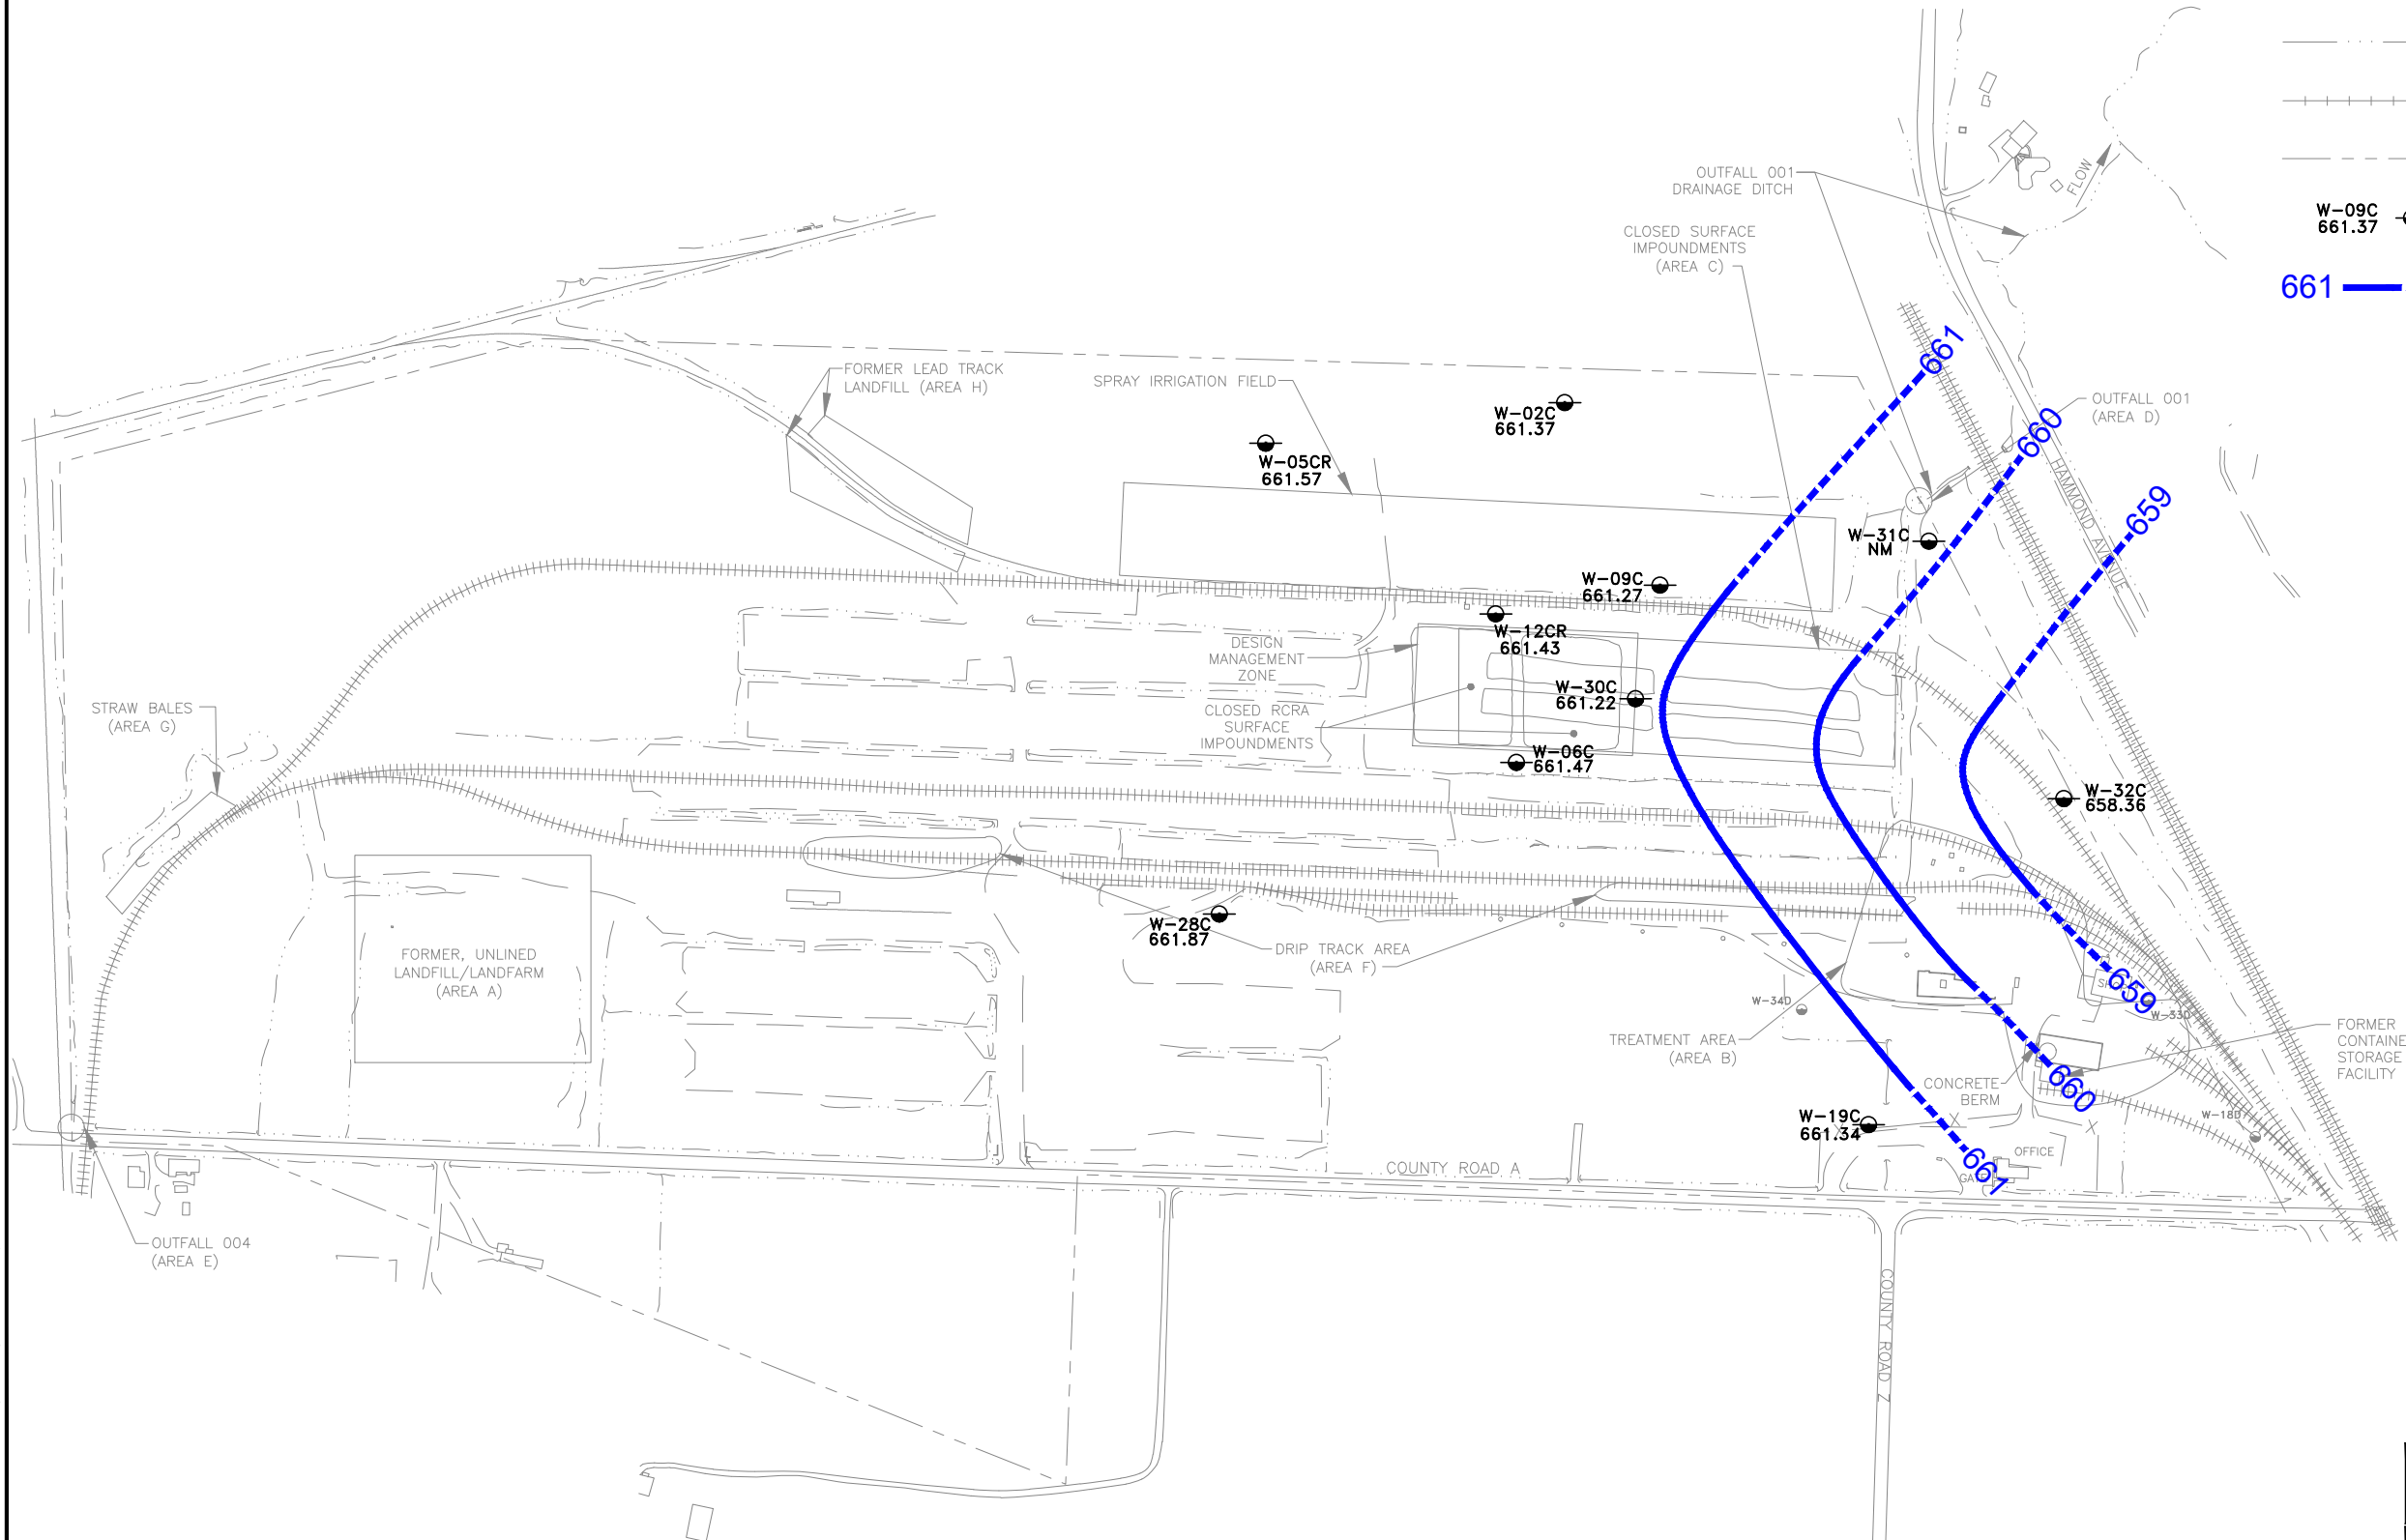 OUTFALL 001
DRAINAGE DITCH
FLOW
W-09C
661.37
CLOSED SURFACE
IMPOUNDMENTS
(AREA C)
661
661
FORMER LEAD TRACK
LANDFILL (AREA H)
SPRAY IRRIGATION FIELD
W-02C
661.37
OUTFALL 001
(AREA D)
660
W-05CR
661.57
HAMMOND AVENUE
659
W-31C
NM
W-09C
661.27
W-12CR
661.43
DESIGN
MANAGEMENT
ZONE
W-30C
661.22
STRAW BALES
(AREA G)
CLOSED RCRA
SURFACE
IMPOUNDMENTS
W-06C
661.47
W-32C
658.36
W-28C
661.87
DRIP TRACK AREA
(AREA F)
FORMER, UNLINED
LANDFILL/LANDFARM
(AREA A)
659
W-34D
W-33D
TREATMENT AREA
(AREA B)
FORMER
CONTAINE
STORAGE
FACILITY
CONCRETE
BERM
660
W-19C
661.34
W-18D
OFFICE
661
COUNTY ROAD A
OUTFALL 004
(AREA E)
COUNTY ROAD Z